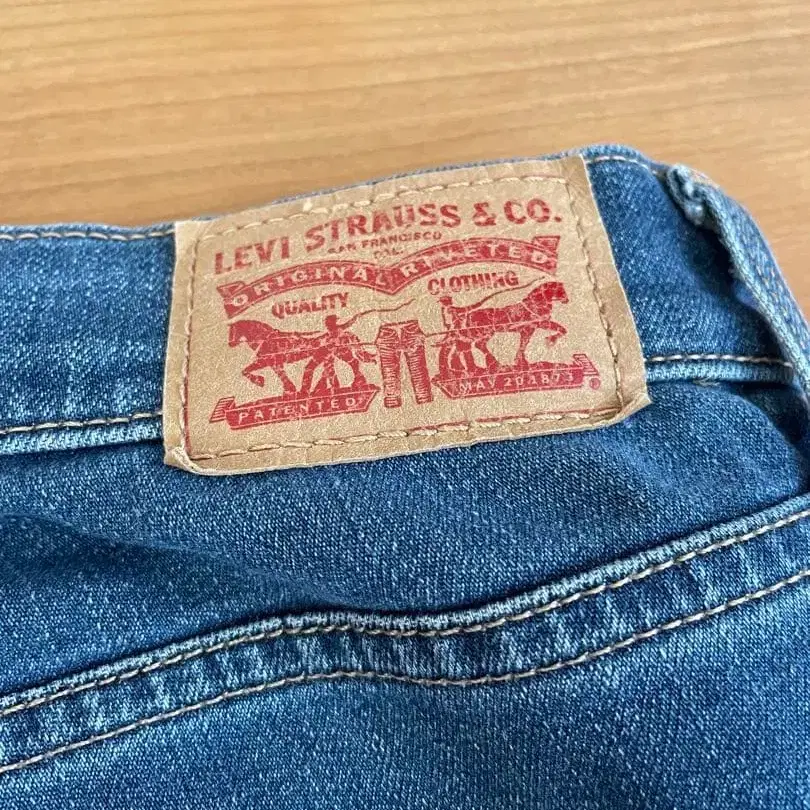 LEVI STRAUSS & CO.
SAN FRANCISCO
CAL.
ORIGINAL RIVETED
QUALITY CLOTHING
PATENTED MAY 20 1873
®